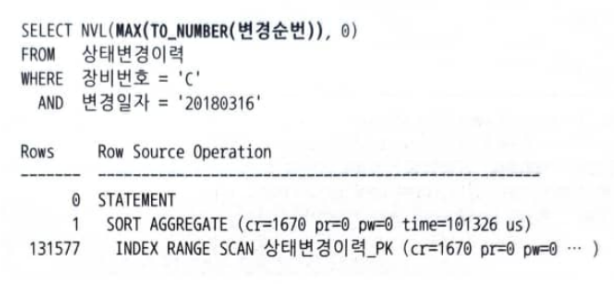 SELECT NVL(MAX(TO_NUMBER(변경순번)), 0)
FROM 상태변경이력
WHERE 장비번호 = 'C'
AND 변경일자 = '20180316'
Rows Row Source Operation
------- ---------------------------------------------------
0 STATEMENT
1 SORT AGGREGATE (cr=1670 pr=0 pw=0 time=101326 us)
131577 INDEX RANGE SCAN 상태변경이력_PK (cr=1670 pr=0 pw=0 … )